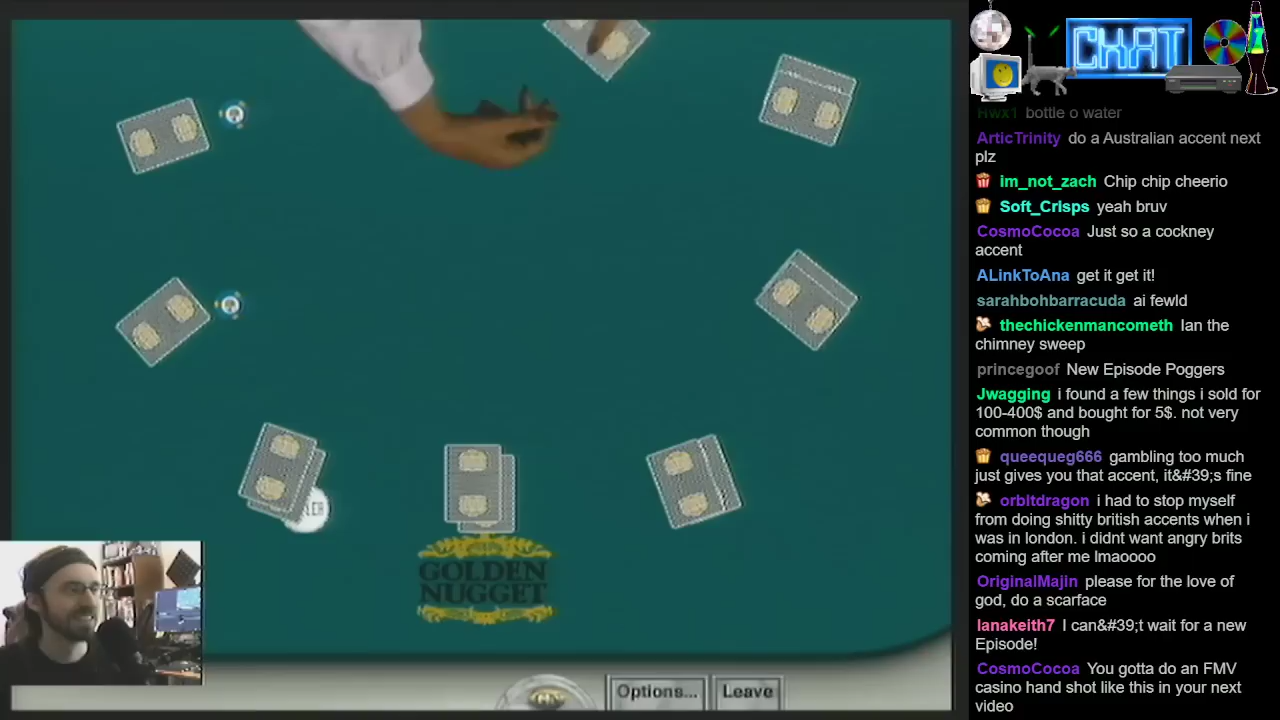 CHAT
Hwx1 bottle o water
ArticTrinity do a Australian accent next
plz
im_not_zach Chip chip cheerio
Soft_Crisps yeah bruv
CosmoCocoa Just so a cockney
accent
ALinkToAna get it get it!
sarahbohbarracuda ai fewld
thechickenmancometh Ian the
chimney sweep
princegoof New Episode Poggers
Jwagging i found a few things i sold for
100-400$ and bought for 5$. not very
common though
queequeg666 gambling too much
just gives you that accent, it&#39;s fine
orbitdragon i had to stop myself
from doing shitty british accents when i
was in london. i didnt want angry brits
coming after me lmaoooo
OriginalMajin please for the love of
god, do a scarface
lanakeith7 I can&#39;t wait for a new
Episode!
CosmoCocoa You gotta do an FMV
casino hand shot like this in your next
video
GOLDEN
NUGGET
Options... Leave